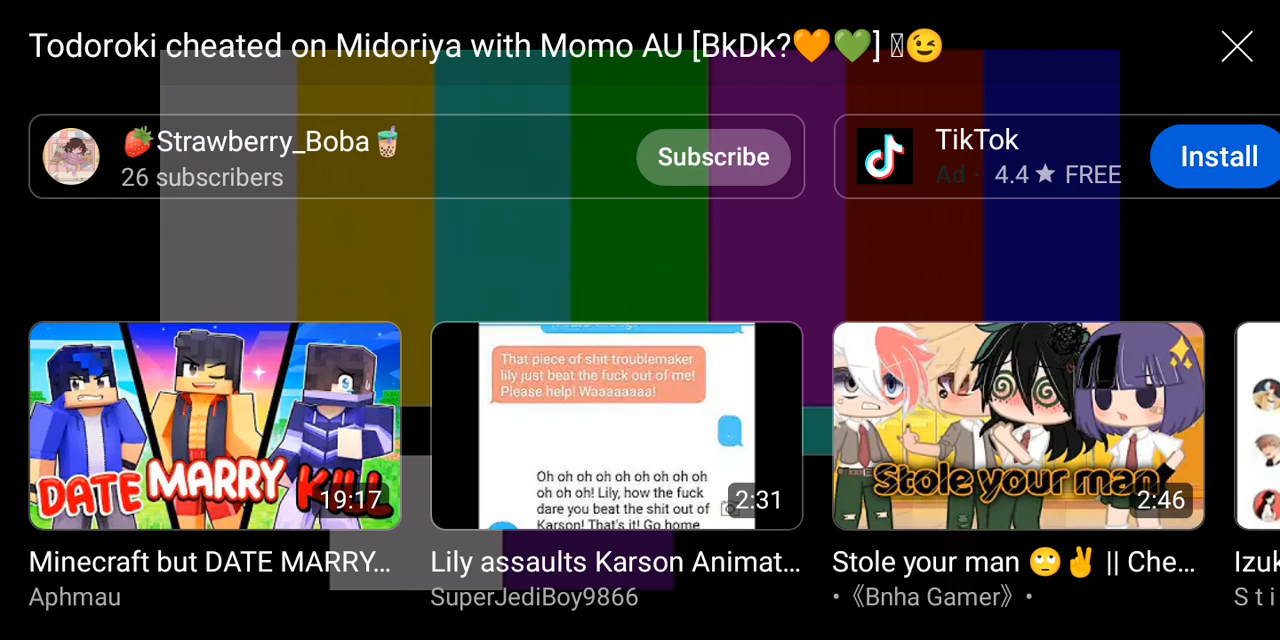 Todoroki cheated on Midoriya with Momo AU [BkDk?🧡💚] 😉
🍓Strawberry_Boba🧋
26 subscribers
Subscribe
TikTok
Ad · 4.4 ★ FREE
Install
DATE MARRY KILL
19:17
That piece of shit troublemaker
lily just beat the fuck out of me!
Please help! Waaaaaaaa!
Oh oh oh oh oh oh oh oh oh
oh oh oh! Lily, how the fuck
dare you beat the shit out of
Karson! That's it! Go home
2:31
Stole your man
2:46
Minecraft but DATE MARRY...
Aphmau
Lily assaults Karson Animat...
SuperJediBoy9866
Stole your man 🙄✌ || Che...
•《Bnha Gamer》•
Izuk
S t i